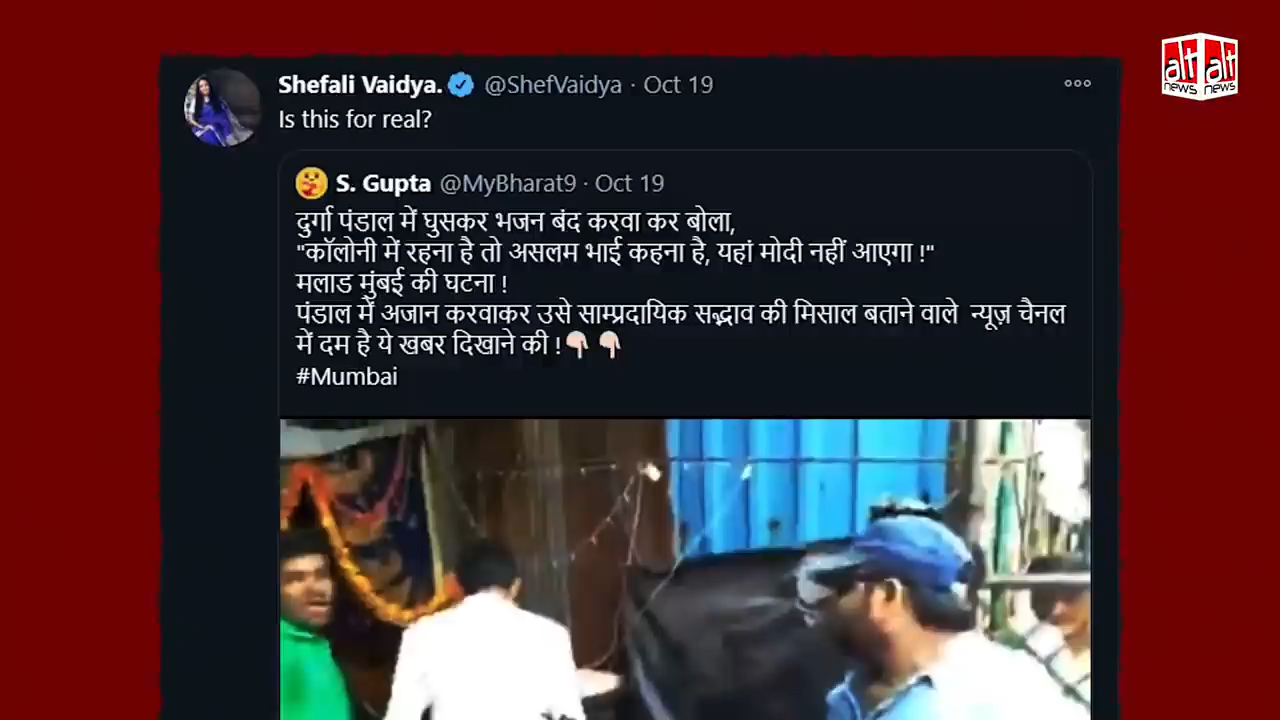 Shefali Vaidya. @ShefVaidya · Oct 19
Is this for real?
S. Gupta @MyBharat9 · Oct 19
दुर्गा पंडाल में घुसकर भजन बंद करवा कर बोला,
"कॉलोनी में रहना है तो असलम भाई कहना है, यहां मोदी नहीं आएगा !"
मलाड मुंबई की घटना !
पंडाल में अजान करवाकर उसे साम्प्रदायिक सद्भाव की मिसाल बताने वाले न्यूज़ चैनल
में दम है ये खबर दिखाने की !👇🏻👇🏻
#Mumbai
alt alt
news news